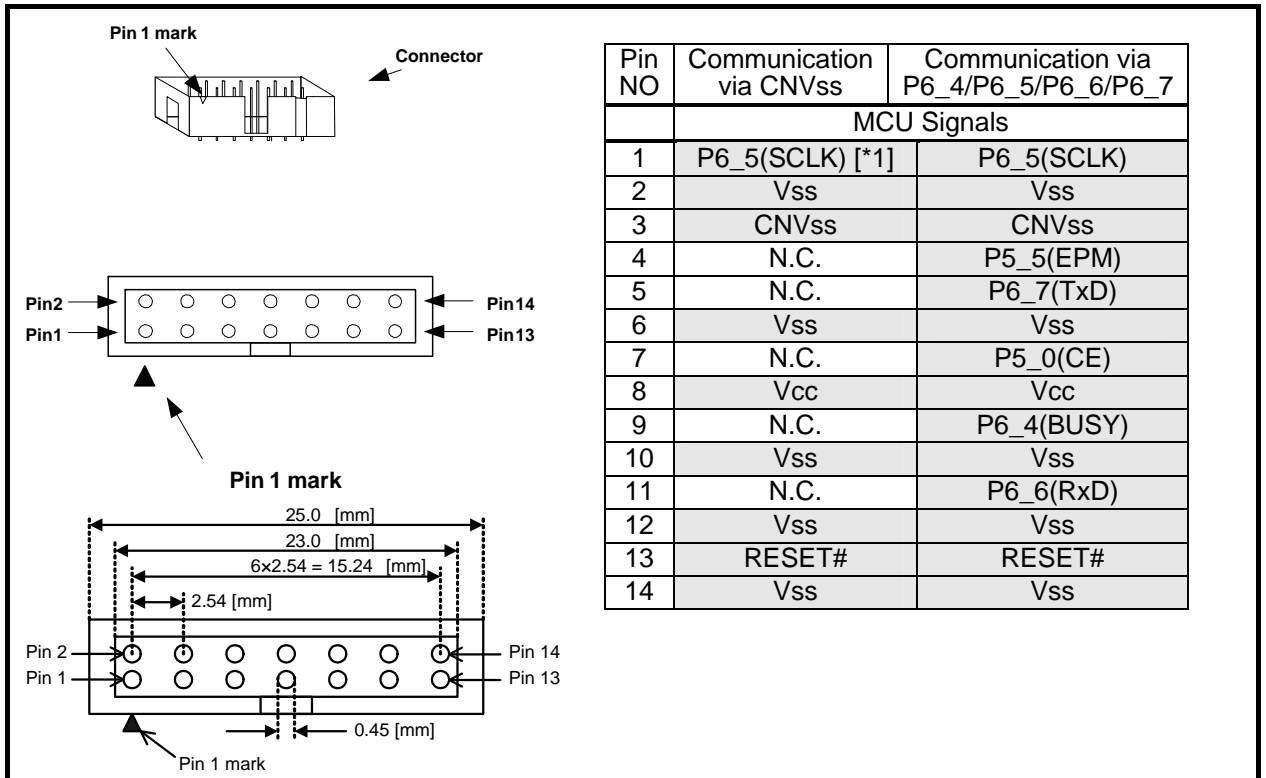 Pin 1 mark
Connector
Pin2
Pin14
Pin1
Pin13
Pin 1 mark
25.0 [mm]
23.0 [mm]
6×2.54 = 15.24 [mm]
2.54 [mm]
Pin 2
Pin 14
Pin 1
Pin 13
0.45 [mm]
Pin 1 mark
Pin NO Communication via CNVss Communication via P6_4/P6_5/P6_6/P6_7
MCU Signals
1 P6_5(SCLK) [*1] P6_5(SCLK)
2 Vss Vss
3 CNVss CNVss
4 N.C. P5_5(EPM)
5 N.C. P6_7(TxD)
6 Vss Vss
7 N.C. P5_0(CE)
8 Vcc Vcc
9 N.C. P6_4(BUSY)
10 Vss Vss
11 N.C. P6_6(RxD)
12 Vss Vss
13 RESET# RESET#
14 Vss Vss